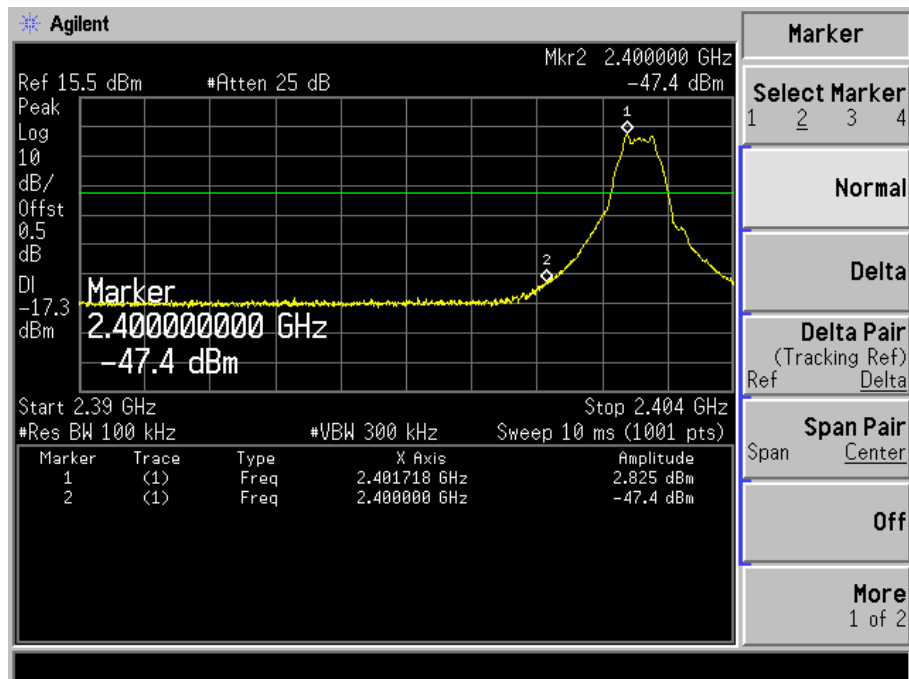 Agilent
Marker
Mkr2 2.400000 GHz
Ref 15.5 dBm #Atten 25 dB -47.4 dBm
Peak
Log
10
dB/
Offst
0.5
dB
DI
-17.3
dBm
1
2
Marker
2.400000000 GHz
-47.4 dBm
Start 2.39 GHz Stop 2.404 GHz
#Res BW 100 kHz #VBW 300 kHz Sweep 10 ms (1001 pts)
Marker Trace Type X Axis Amplitude
1 (1) Freq 2.401718 GHz 2.825 dBm
2 (1) Freq 2.400000 GHz -47.4 dBm
Select Marker
1 2 3 4
Normal
Delta
Delta Pair
(Tracking Ref)
Ref Delta
Span Pair
Span Center
Off
More
1 of 2